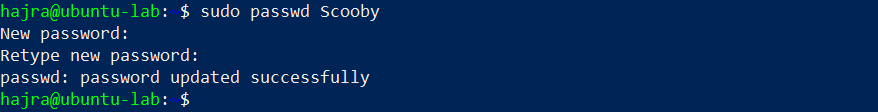 hajra@ubuntu-lab:~$ sudo passwd Scooby
New password:
Retype new password:
passwd: password updated successfully
hajra@ubuntu-lab:~$